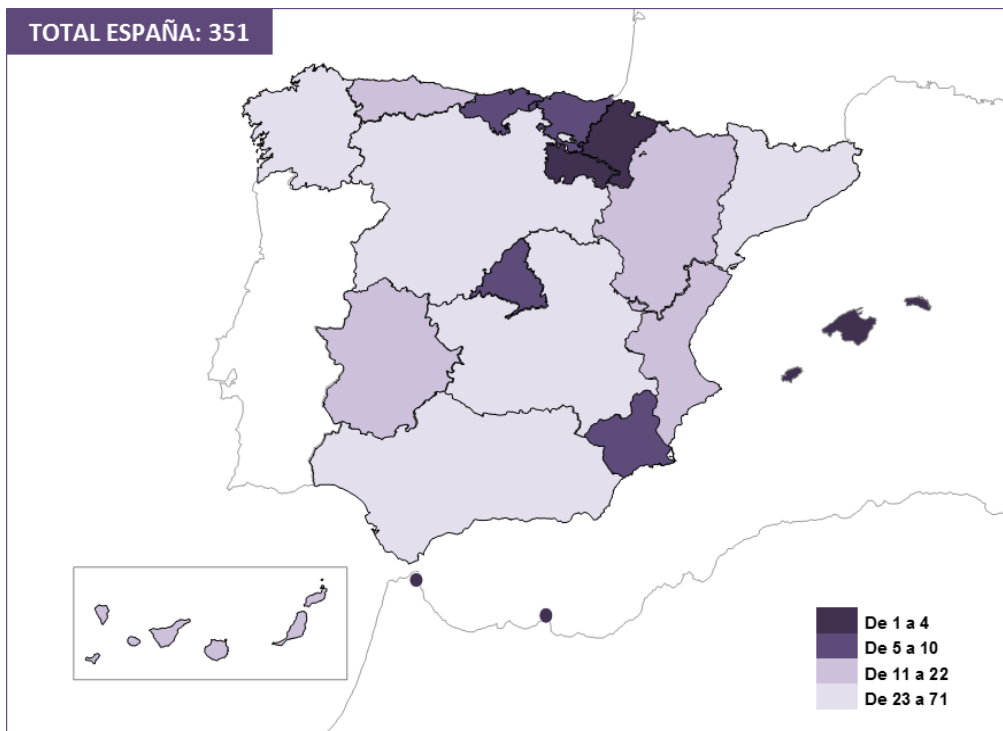 TOTAL ESPAÑA: 351
De 1 a 4
De 5 a 10
De 11 a 22
De 23 a 71